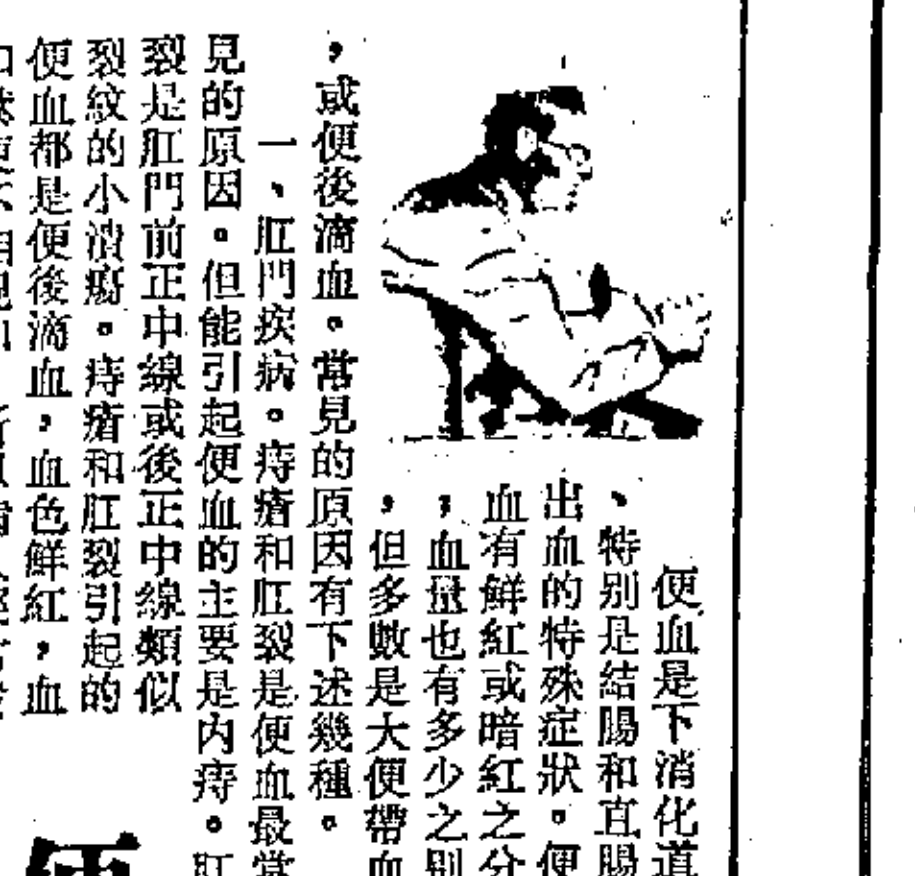 便血是下消化道
、特別是結腸和直腸
出血的特殊症狀。便
血有鮮紅或暗紅之分
，血量也有多少之別
，但多數是大便帶血
，或便後滴血。常見的原因有下述幾種。
一、肛門疾病。痔瘡和肛裂是便血最常
見的原因。但能引起便血的主要是内痔。肛
裂是肛門前正中線或後正中線類似
裂紋的小潰瘍。痔瘡和肛裂引起的
便血都是便後滴血，血色鮮紅，血
便